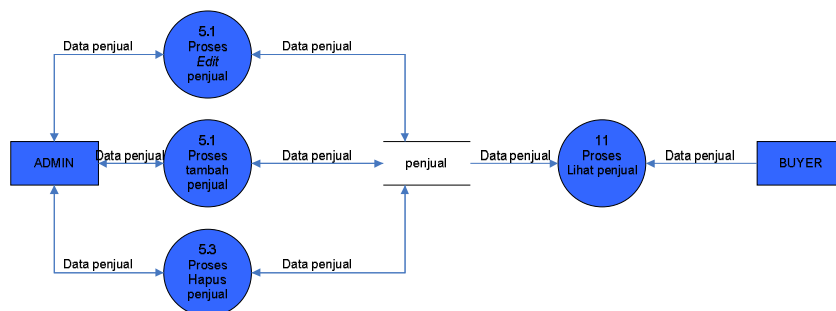 5.1
Proses
Edit
penjual
Data penjual
Data penjual
ADMIN
Data penjual
5.1
Proses
tambah
penjual
Data penjual
penjual
Data penjual
11
Proses
Lihat penjual
Data penjual
BUYER
5.3
Proses
Hapus
penjual
Data penjual
Data penjual